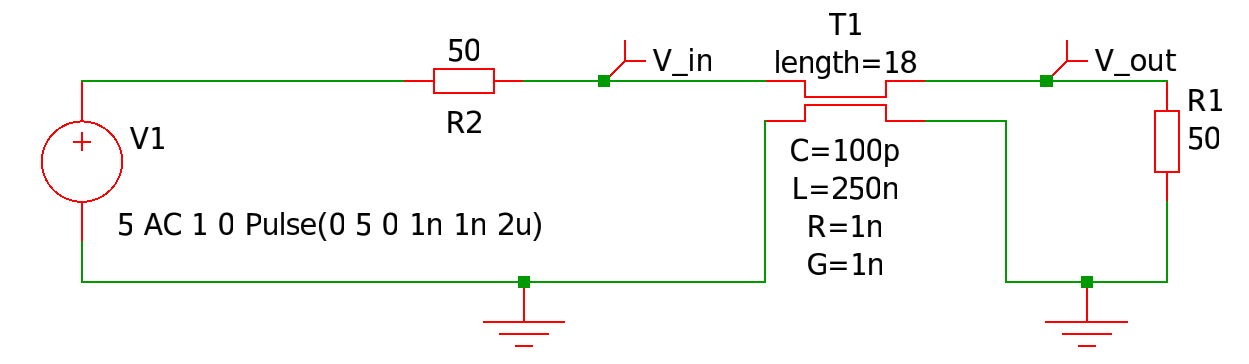 T1
length=18
50
V_in
V_out
R2
V1
R1
50
C=100p
L=250n
R=1n
G=1n
5 AC 1 0 Pulse(0 5 0 1n 1n 2u)